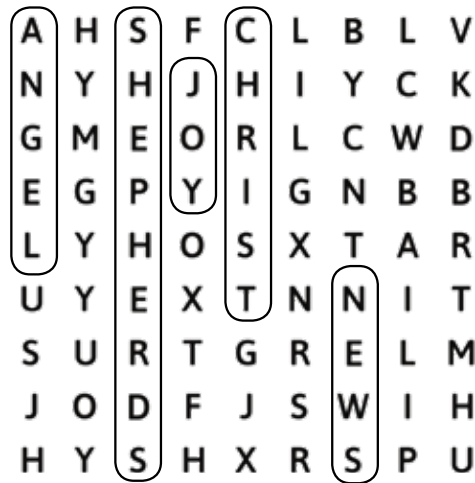 A H S F C L B L V
N Y H J H I Y C K
G M E O R L C W D
E G P Y I G N B B
L Y H O S X T A R
U Y E X T N N I T
S U R T G R E L M
J O D F J S W I H
H Y S H X R S P U